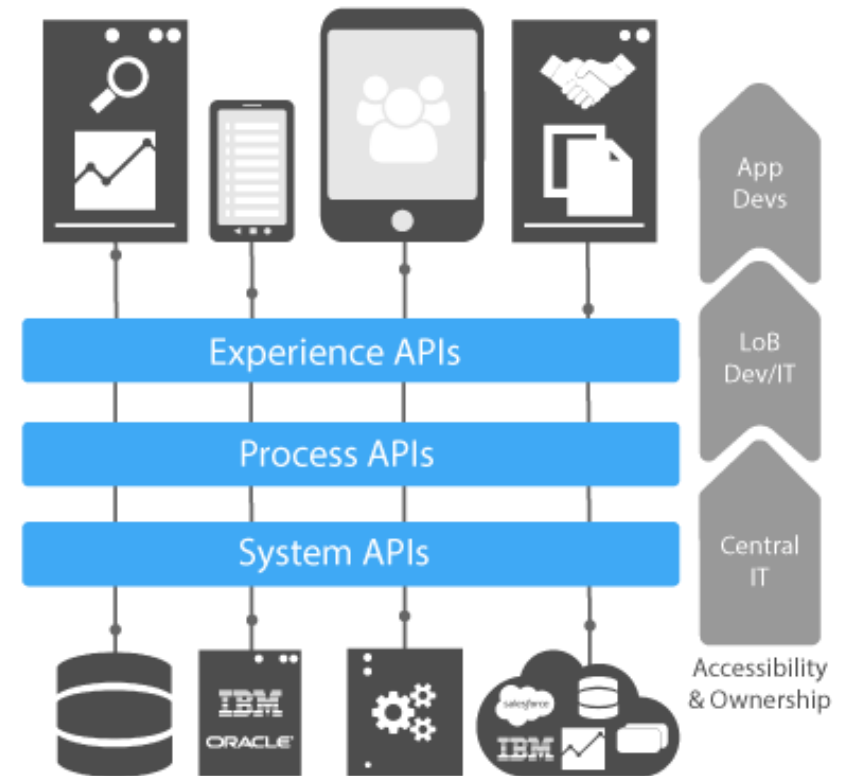 App
Devs
Experience APIs
LoB
Dev/IT
Process APIs
System APIs
Central
IT
Accessibility
& Ownership
IBM
ORACLE
salesforce
IBM